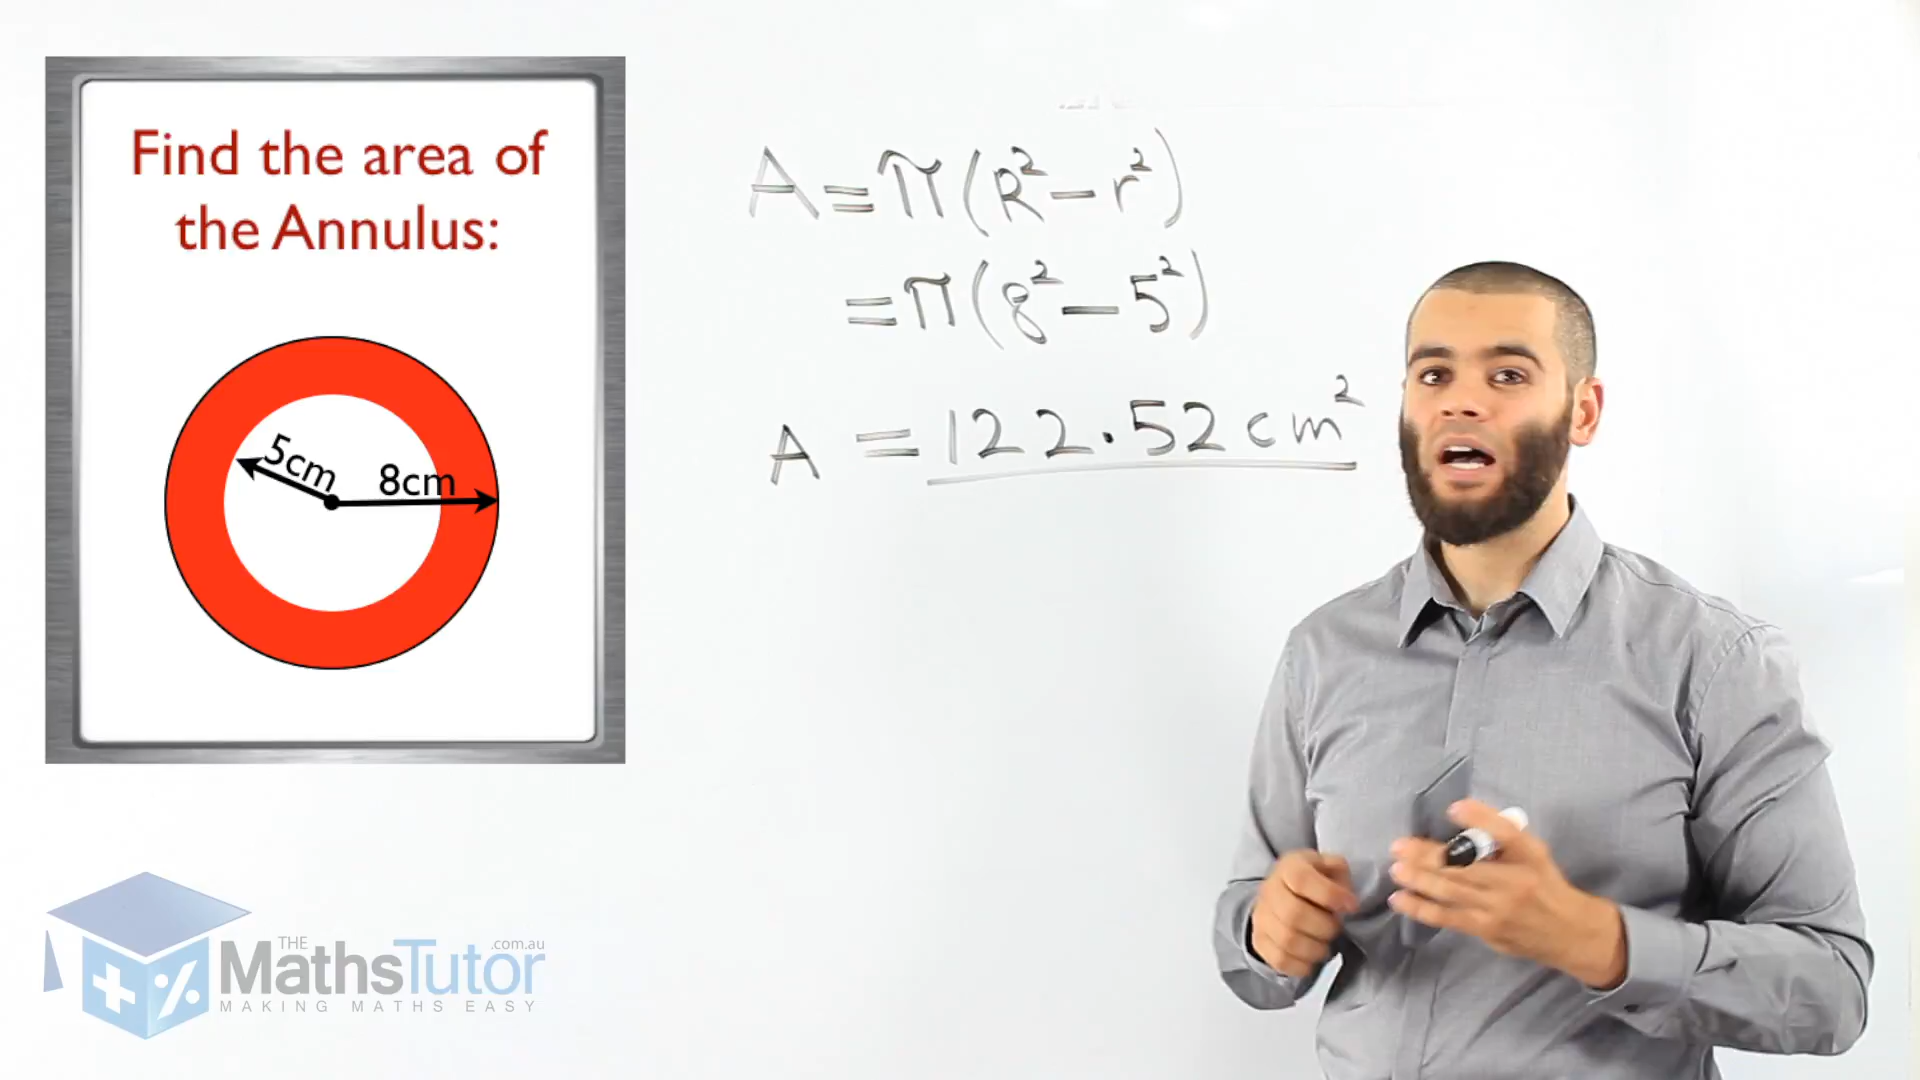 Find the area of
the Annulus:
5cm
8cm
A = π(R² – r²)
= π(8² – 5²)
A = 122.52 cm²
THE
MathsTutor.com.au
MAKING MATHS EASY